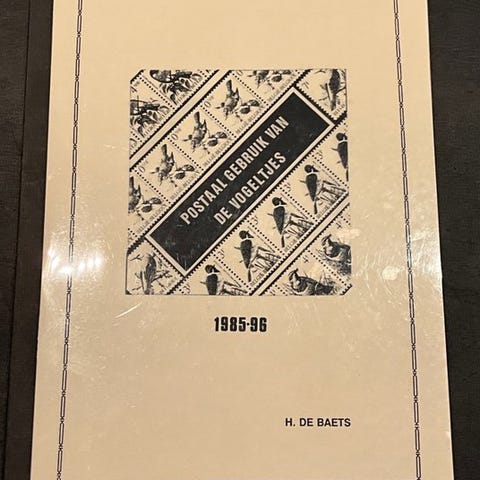 POSTAAL GEBRUIK VAN
DE VOGELTJES
1985-96
H. DE BAETS